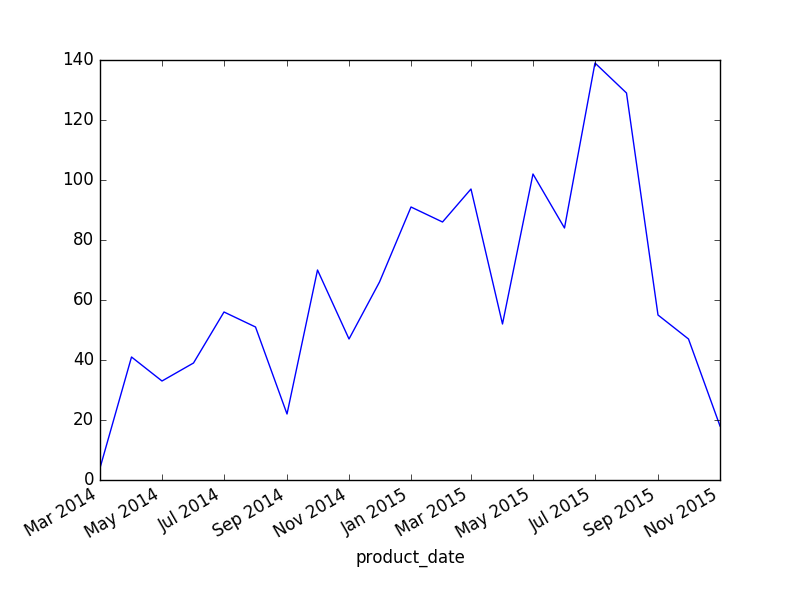 140
120
100
80
60
40
20
0
Mar 2014
May 2014
Jul 2014
Sep 2014
Nov 2014
Jan 2015
Mar 2015
May 2015
Jul 2015
Sep 2015
Nov 2015
product_date